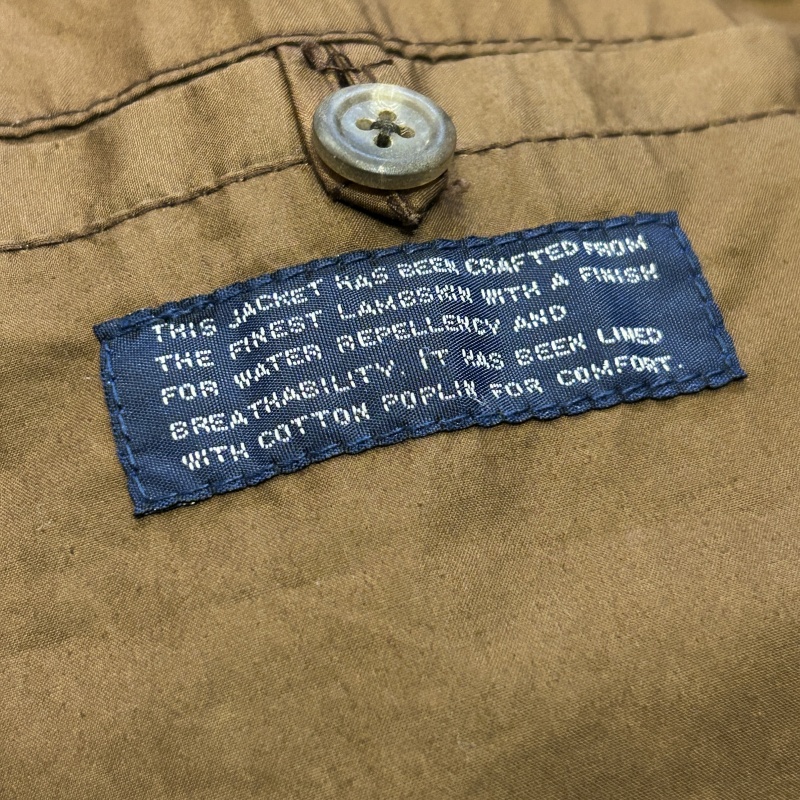 THIS JACKET HAS BEEN CRAFTED FROM
THE FINEST LAMBSKIN WITH A FINISH
FOR WATER REPELLENCY AND
BREATHABILITY. IT HAS BEEN LINED
WITH COTTON POPLIN FOR COMFORT.